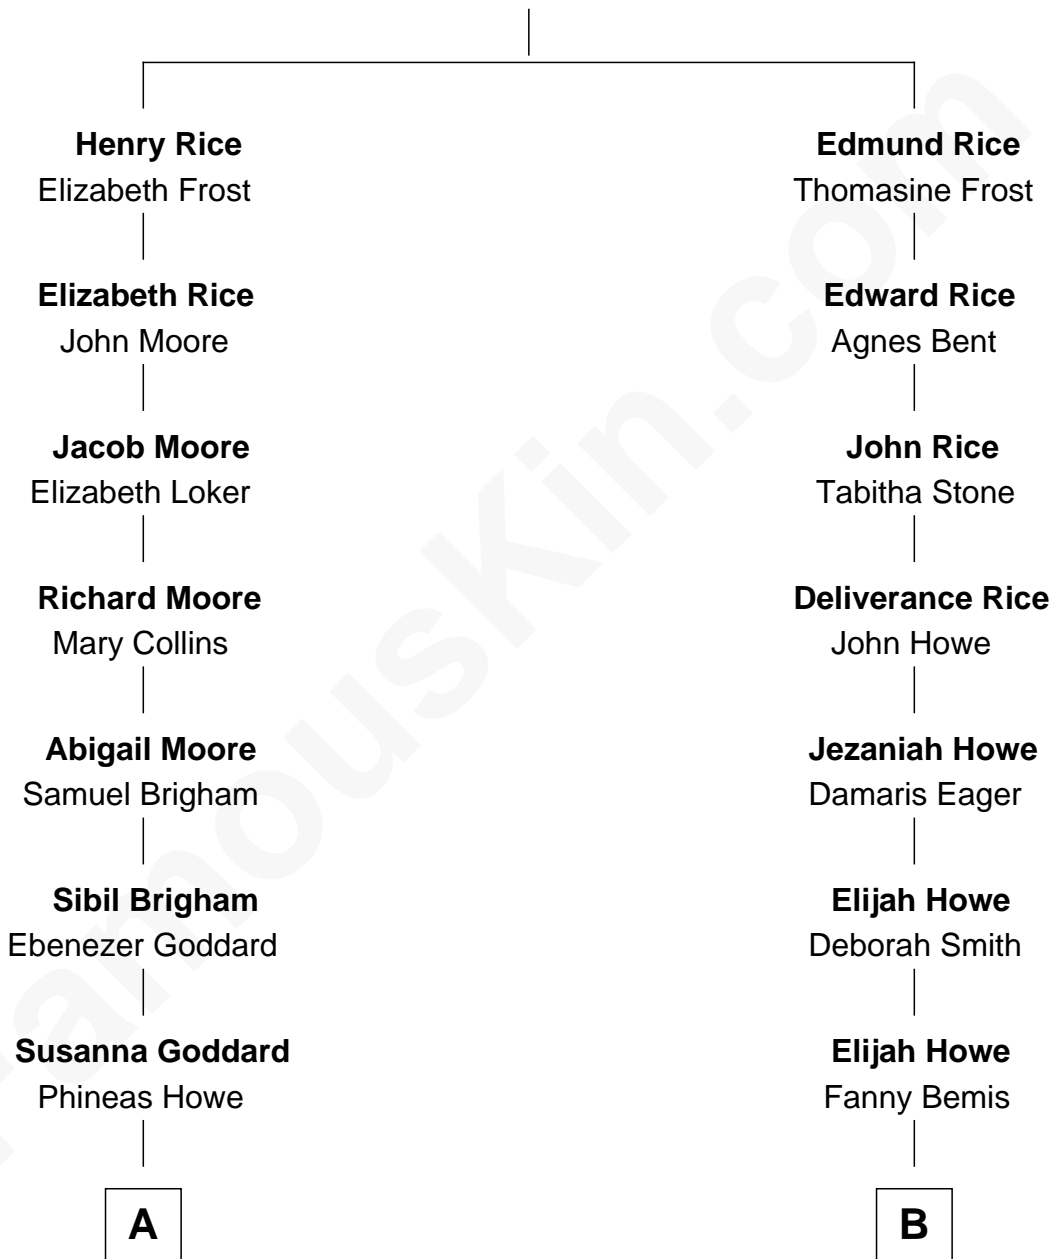 Henry Rice
Elizabeth Frost
Elizabeth Rice
John Moore
Jacob Moore
Elizabeth Loker
Richard Moore
Mary Collins
Abigail Moore
Samuel Brigham
Sibil Brigham
Ebenezer Goddard
Susanna Goddard
Phineas Howe
A
Edmund Rice
Thomasine Frost
Edward Rice
Agnes Bent
John Rice
Tabitha Stone
Deliverance Rice
John Howe
Jezaniah Howe
Damaris Eager
Elijah Howe
Deborah Smith
Elijah Howe
Fanny Bemis
B
FamousKin.com